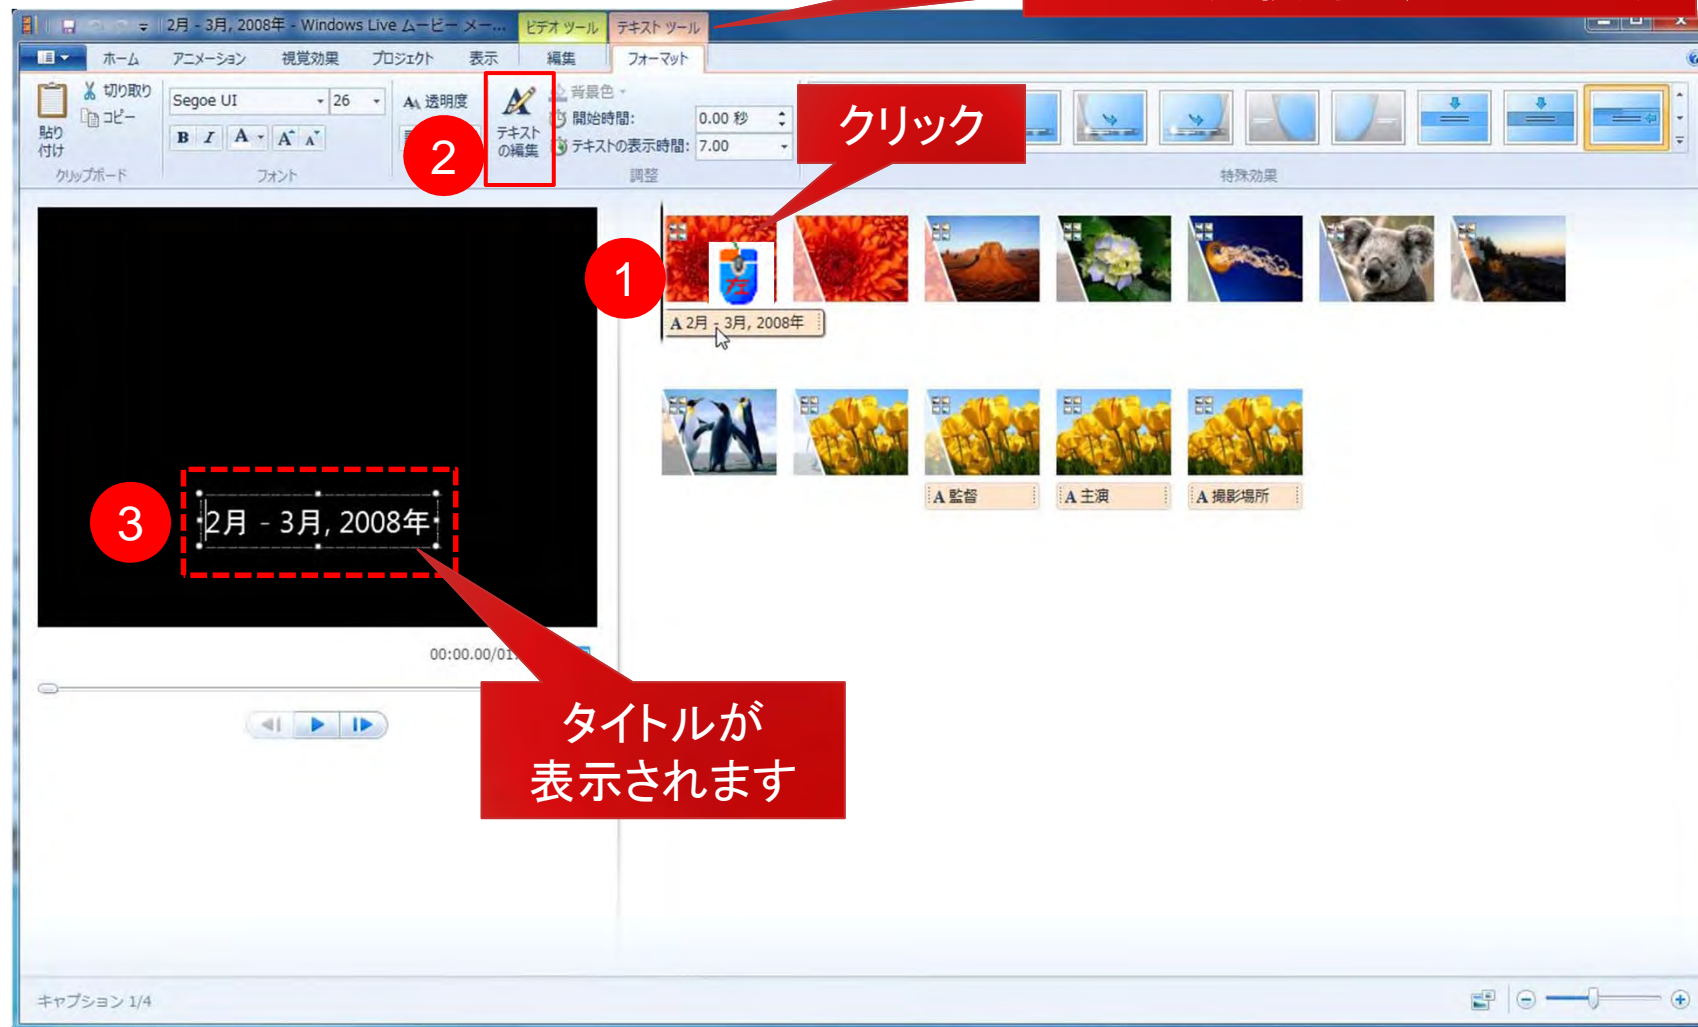 2月 - 3月, 2008年 - Windows Live ムービー メー...
ビデオ ツール
テキスト ツール
ホーム
アニメーション
視覚効果
プロジェクト
表示
編集
フォーマット
貼り
付け
切り取り
コピー
クリップボード
Segoe UI
26
B I A A A
フォント
透明度
2
テキスト
の編集
背景色
開始時間:
0.00 秒
テキストの表示時間:
7.00
調整
クリック
特殊効果
1
左
A 2月 - 3月, 2008年
A 監督
A 主演
A 撮影場所
3
2月 - 3月, 2008年
00:00.00/01
タイトルが
表示されます
キャプション 1/4